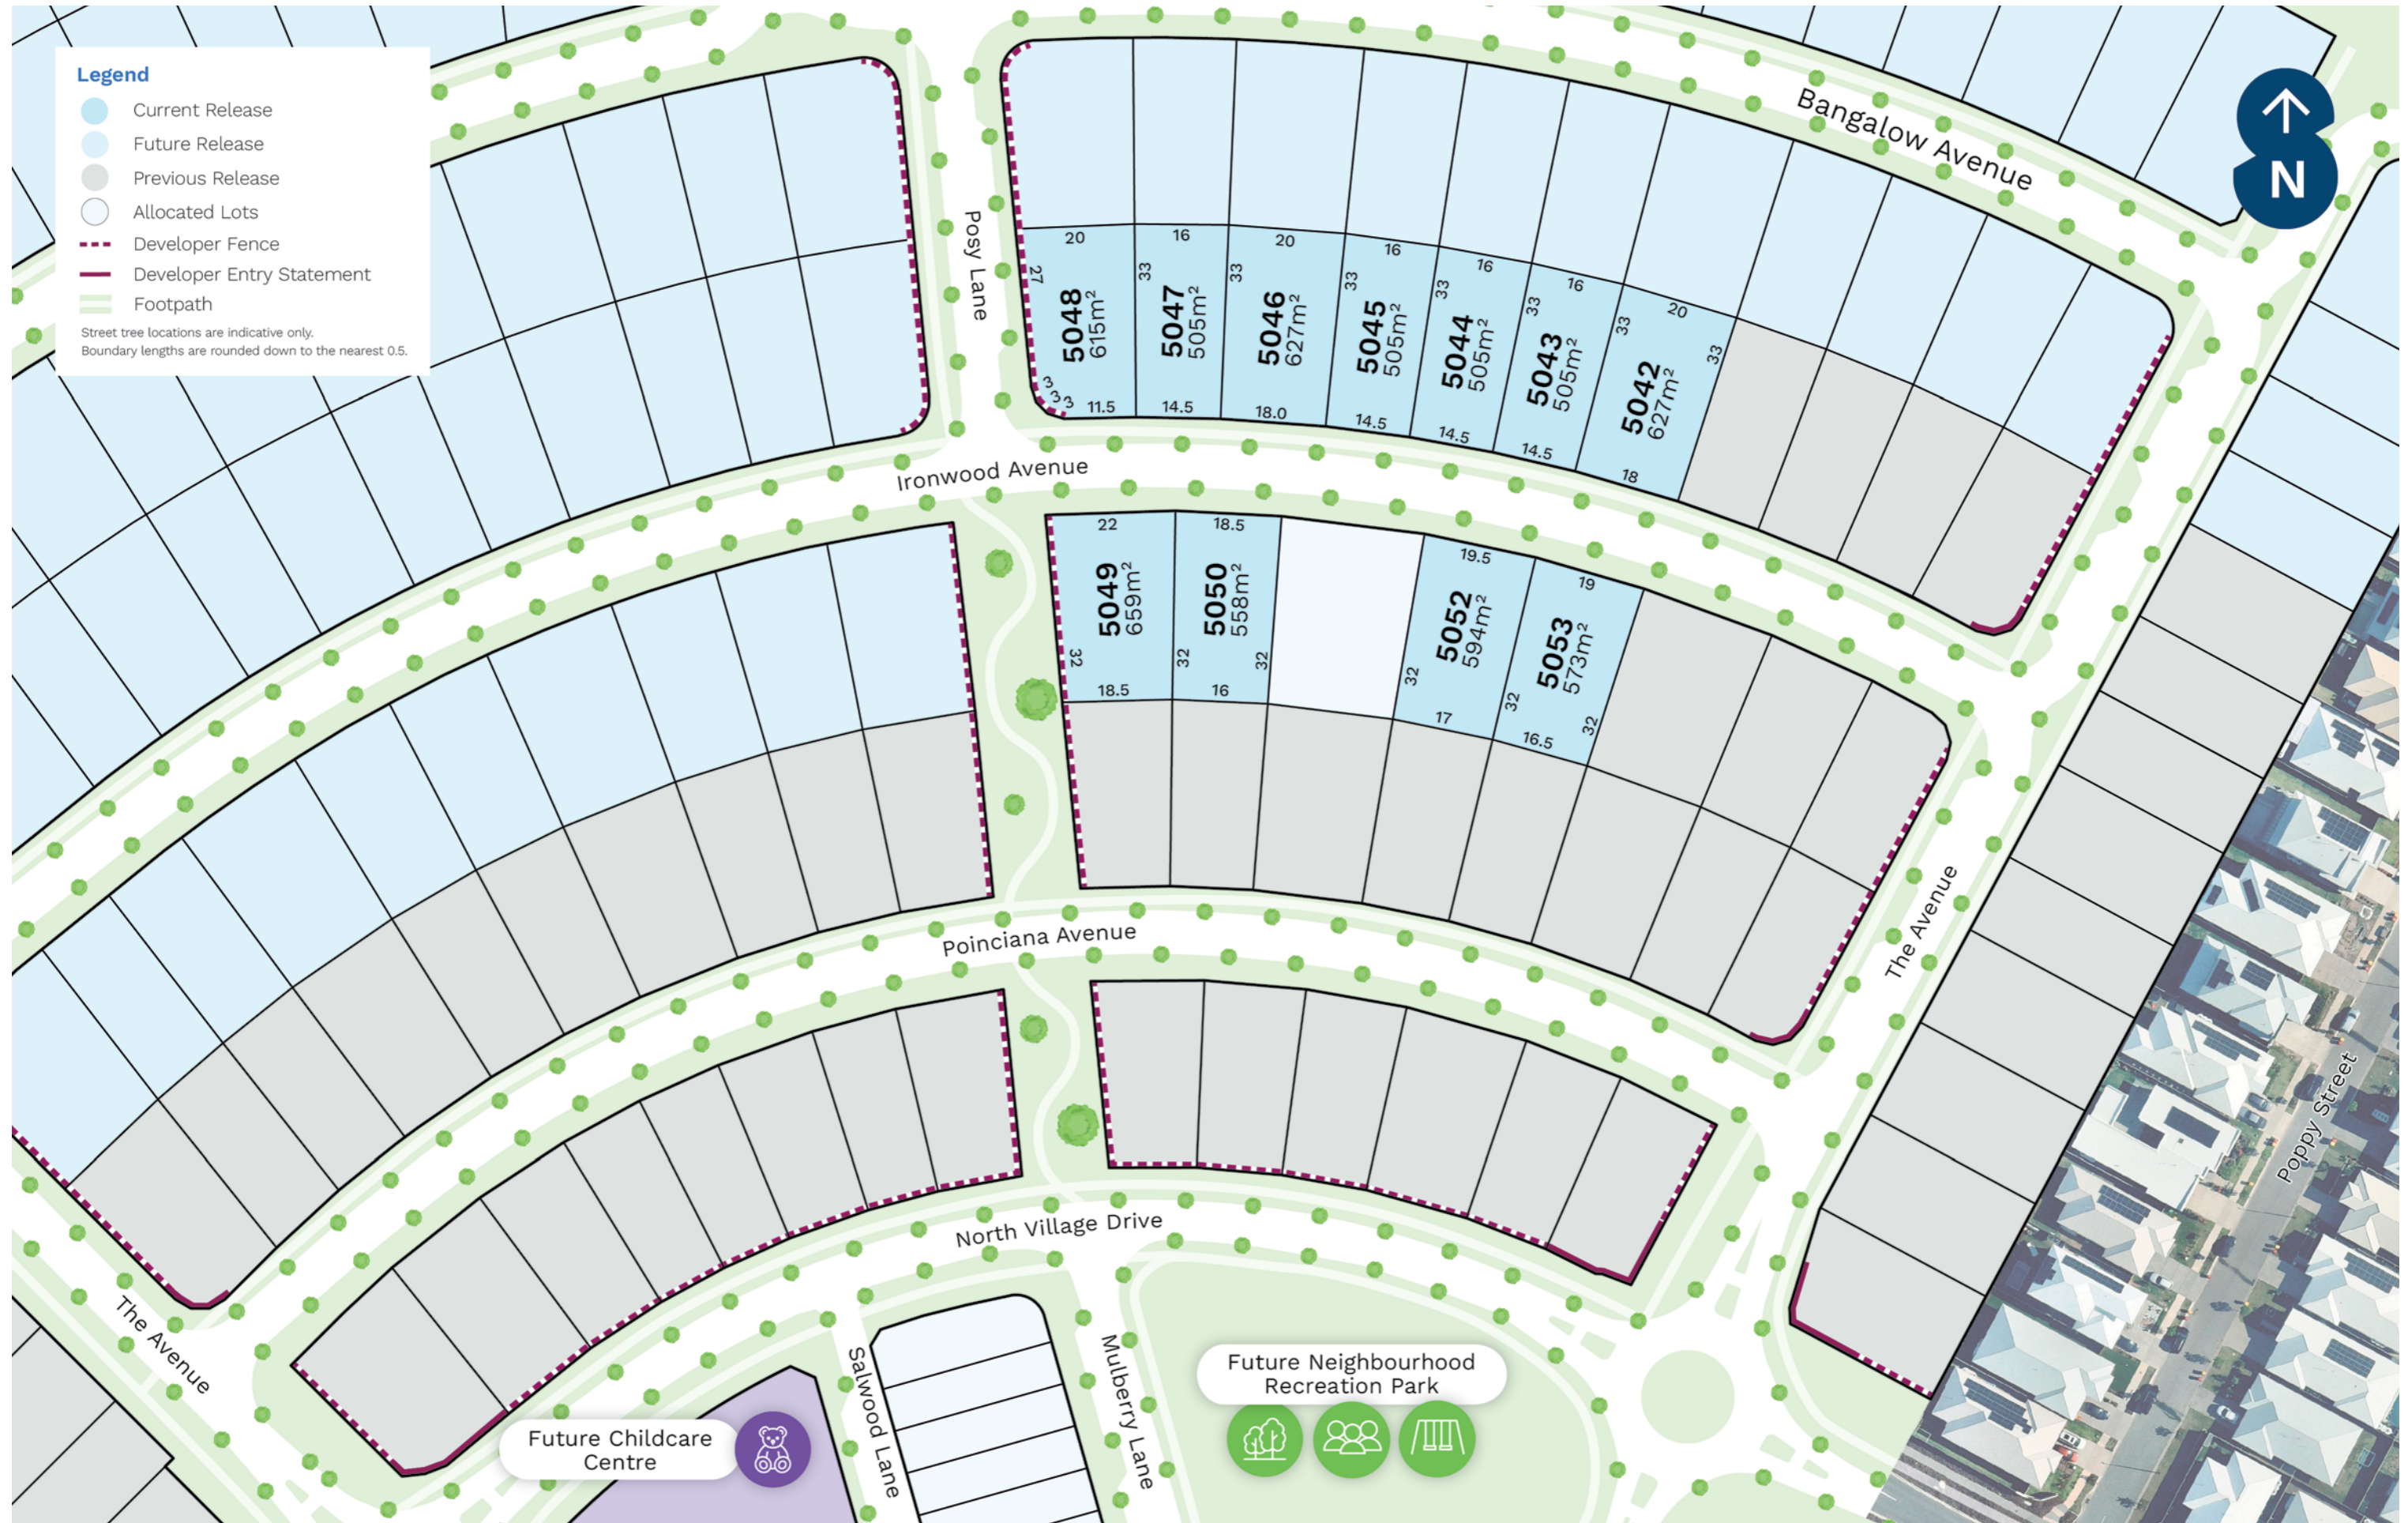 Legend
Current Release
Future Release
Previous Release
Allocated Lots
Developer Fence
Developer Entry Statement
Footpath
Street tree locations are indicative only.
Boundary lengths are rounded down to the nearest 0.5.
Bangalow Avenue
N
Posy Lane
20
27
5048
615m²
3
3
3
11.5
16
33
5047
505m²
14.5
20
33
5046
627m²
18.0
16
33
5045
505m²
14.5
16
33
5044
505m²
14.5
16
33
5043
505m²
14.5
20
33
33
5042
627m²
18
Ironwood Avenue
22
5049
659m²
32
18.5
18.5
5050
558m²
32
32
16
19.5
5052
594m²
32
17
19
5053
573m²
32
32
16.5
The Avenue
Poinciana Avenue
Poppy Street
North Village Drive
The Avenue
Salwood Lane
Mulberry Lane
Future Neighbourhood
Recreation Park
Future Childcare
Centre